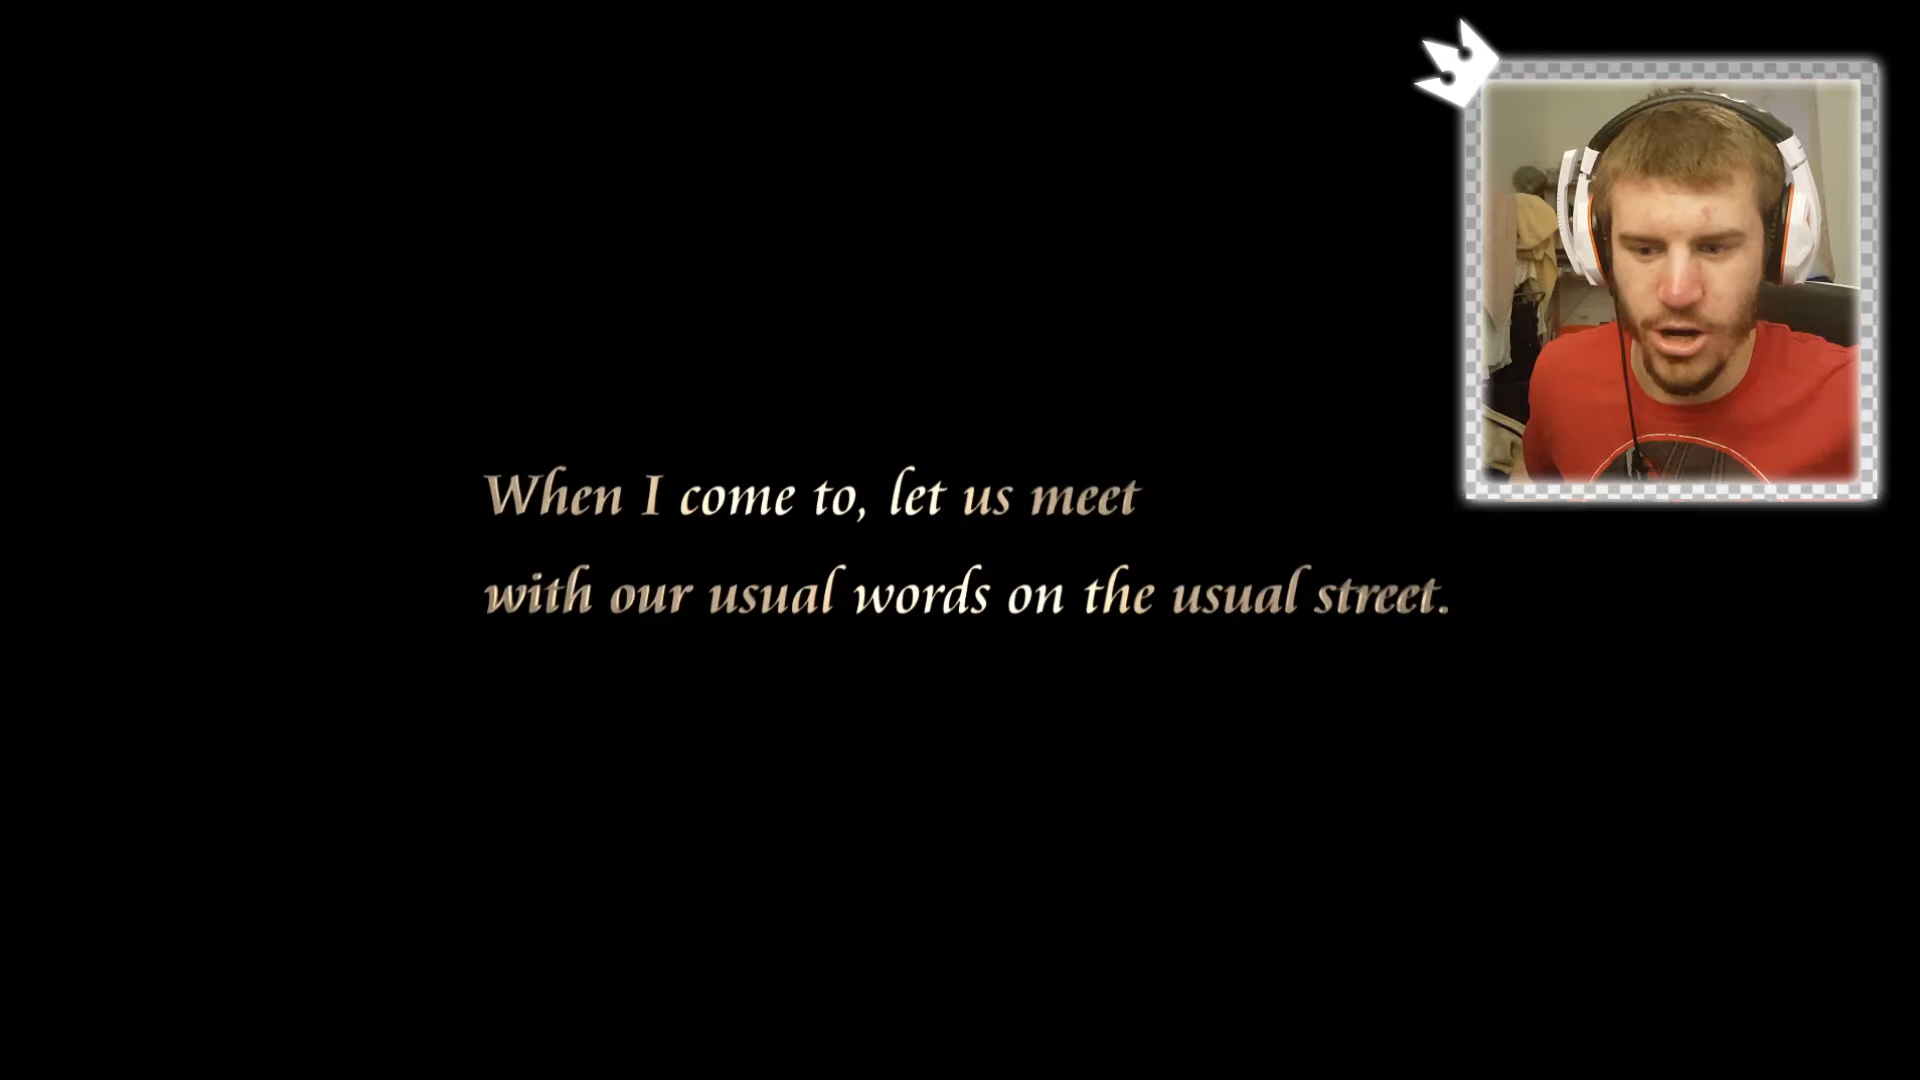 When I come to, let us meet
with our usual words on the usual street.